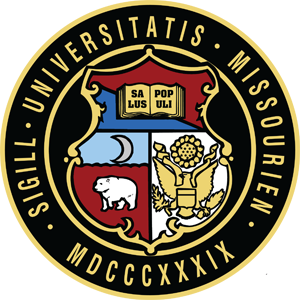 SIGILL · UNIVERSITATIS · MISSOURIEN ·
MDCCCXXXIX
SA POP
LUS ULI